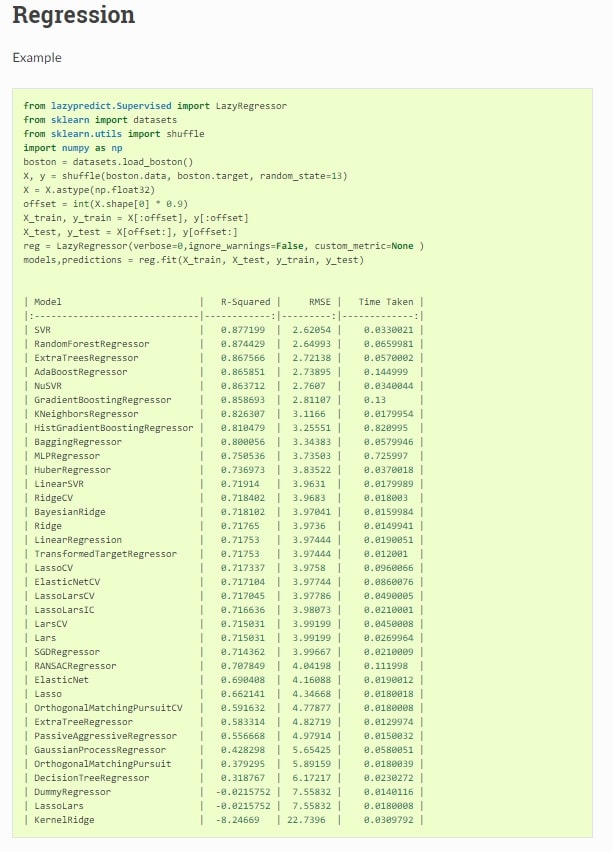 Regression
Example
from lazypredict.Supervised import LazyRegressor
from sklearn import datasets
from sklearn.utils import shuffle
import numpy as np
boston = datasets.load_boston()
X, y = shuffle(boston.data, boston.target, random_state=13)
X = X.astype(np.float32)
offset = int(X.shape[0] * 0.9)
X_train, y_train = X[:offset], y[:offset]
X_test, y_test = X[offset:], y[offset:]
reg = LazyRegressor(verbose=0,ignore_warnings=False, custom_metric=None )
models,predictions = reg.fit(X_train, X_test, y_train, y_test)
| Model                         |   R-Squared |     RMSE |   Time Taken |
|:------------------------------|------------:|---------:|-------------:|
| SVR                           |   0.877199  |  2.62054 |    0.0330021 |
| RandomForestRegressor         |   0.874429  |  2.64993 |    0.0659981 |
| ExtraTreesRegressor           |   0.867566  |  2.72138 |    0.0570002 |
| AdaBoostRegressor             |   0.865851  |  2.73895 |    0.144999  |
| NuSVR                         |   0.863712  |  2.7607  |    0.0340044 |
| GradientBoostingRegressor     |   0.858693  |  2.81107 |    0.13      |
| KNeighborsRegressor           |   0.826307  |  3.1166  |    0.0179954 |
| HistGradientBoostingRegressor |   0.810479  |  3.25551 |    0.820995  |
| BaggingRegressor              |   0.800056  |  3.34383 |    0.0579946 |
| MLPRegressor                  |   0.750536  |  3.73503 |    0.725997  |
| HuberRegressor                |   0.736973  |  3.83522 |    0.0370018 |
| LinearSVR                     |   0.71914   |  3.9631  |    0.0179989 |
| RidgeCV                       |   0.718402  |  3.9683  |    0.018003  |
| BayesianRidge                 |   0.718102  |  3.97041 |    0.0159984 |
| Ridge                         |   0.71765   |  3.9736  |    0.0149941 |
| LinearRegression              |   0.71753   |  3.97444 |    0.0190051 |
| TransformedTargetRegressor    |   0.71753   |  3.97444 |    0.012001  |
| LassoCV                       |   0.717337  |  3.9758  |    0.0960066 |
| ElasticNetCV                  |   0.717104  |  3.97744 |    0.0860076 |
| LassoLarsCV                   |   0.717045  |  3.97786 |    0.0490005 |
| LassoLarsIC                   |   0.716636  |  3.98073 |    0.0210001 |
| LarsCV                        |   0.715031  |  3.99199 |    0.0450008 |
| Lars                          |   0.715031  |  3.99199 |    0.0269964 |
| SGDRegressor                  |   0.714362  |  3.99667 |    0.0210009 |
| RANSACRegressor               |   0.707849  |  4.04198 |    0.111998  |
| ElasticNet                    |   0.690408  |  4.16088 |    0.0190012 |
| Lasso                         |   0.662141  |  4.34668 |    0.0180018 |
| OrthogonalMatchingPursuitCV   |   0.591632  |  4.77877 |    0.0180008 |
| ExtraTreeRegressor            |   0.583314  |  4.82719 |    0.0129974 |
| PassiveAggressiveRegressor    |   0.556668  |  4.97914 |    0.0150032 |
| GaussianProcessRegressor      |   0.428298  |  5.65425 |    0.0580051 |
| OrthogonalMatchingPursuit     |   0.379295  |  5.89159 |    0.0180039 |
| DecisionTreeRegressor         |   0.318767  |  6.17217 |    0.0230272 |
| DummyRegressor                |  -0.0215752 |  7.55832 |    0.0140116 |
| LassoLars                     |  -0.0215752 |  7.55832 |    0.0180008 |
| KernelRidge                   |  -8.24669   | 22.7396  |    0.0309792 |